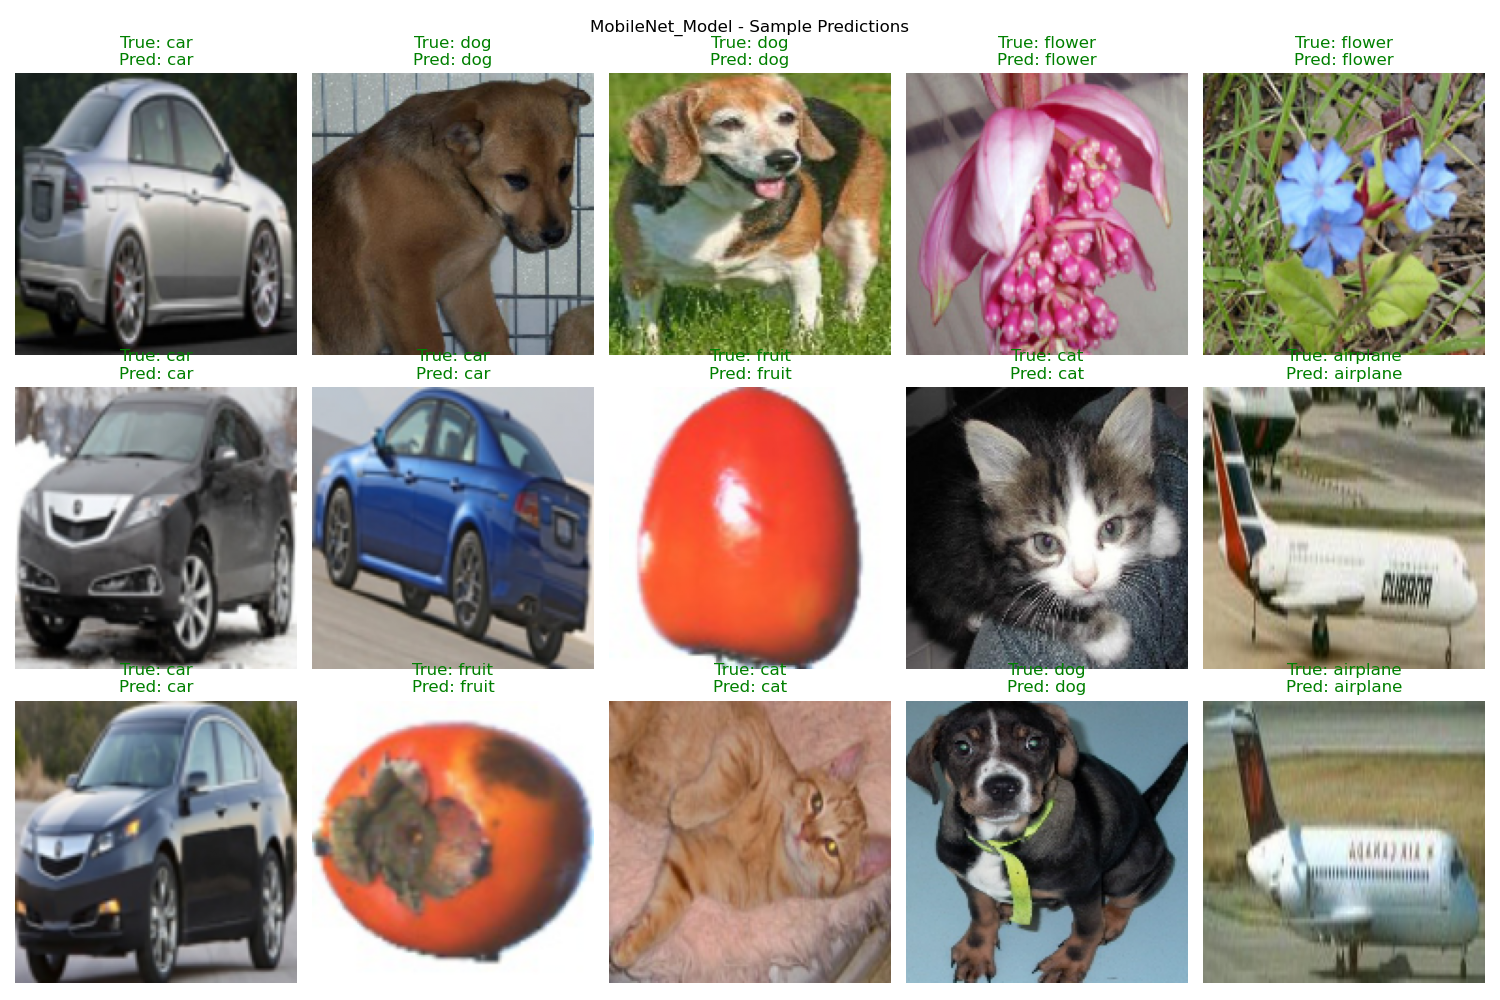 MobileNet_Model - Sample Predictions
True: car
Pred: car
True: dog
Pred: dog
True: dog
Pred: dog
True: flower
Pred: flower
True: flower
Pred: flower
True: car
Pred: car
True: car
Pred: car
True: fruit
Pred: fruit
True: cat
Pred: cat
True: airplane
Pred: airplane
CUBANA
True: car
Pred: car
True: fruit
Pred: fruit
True: cat
Pred: cat
True: dog
Pred: dog
True: airplane
Pred: airplane